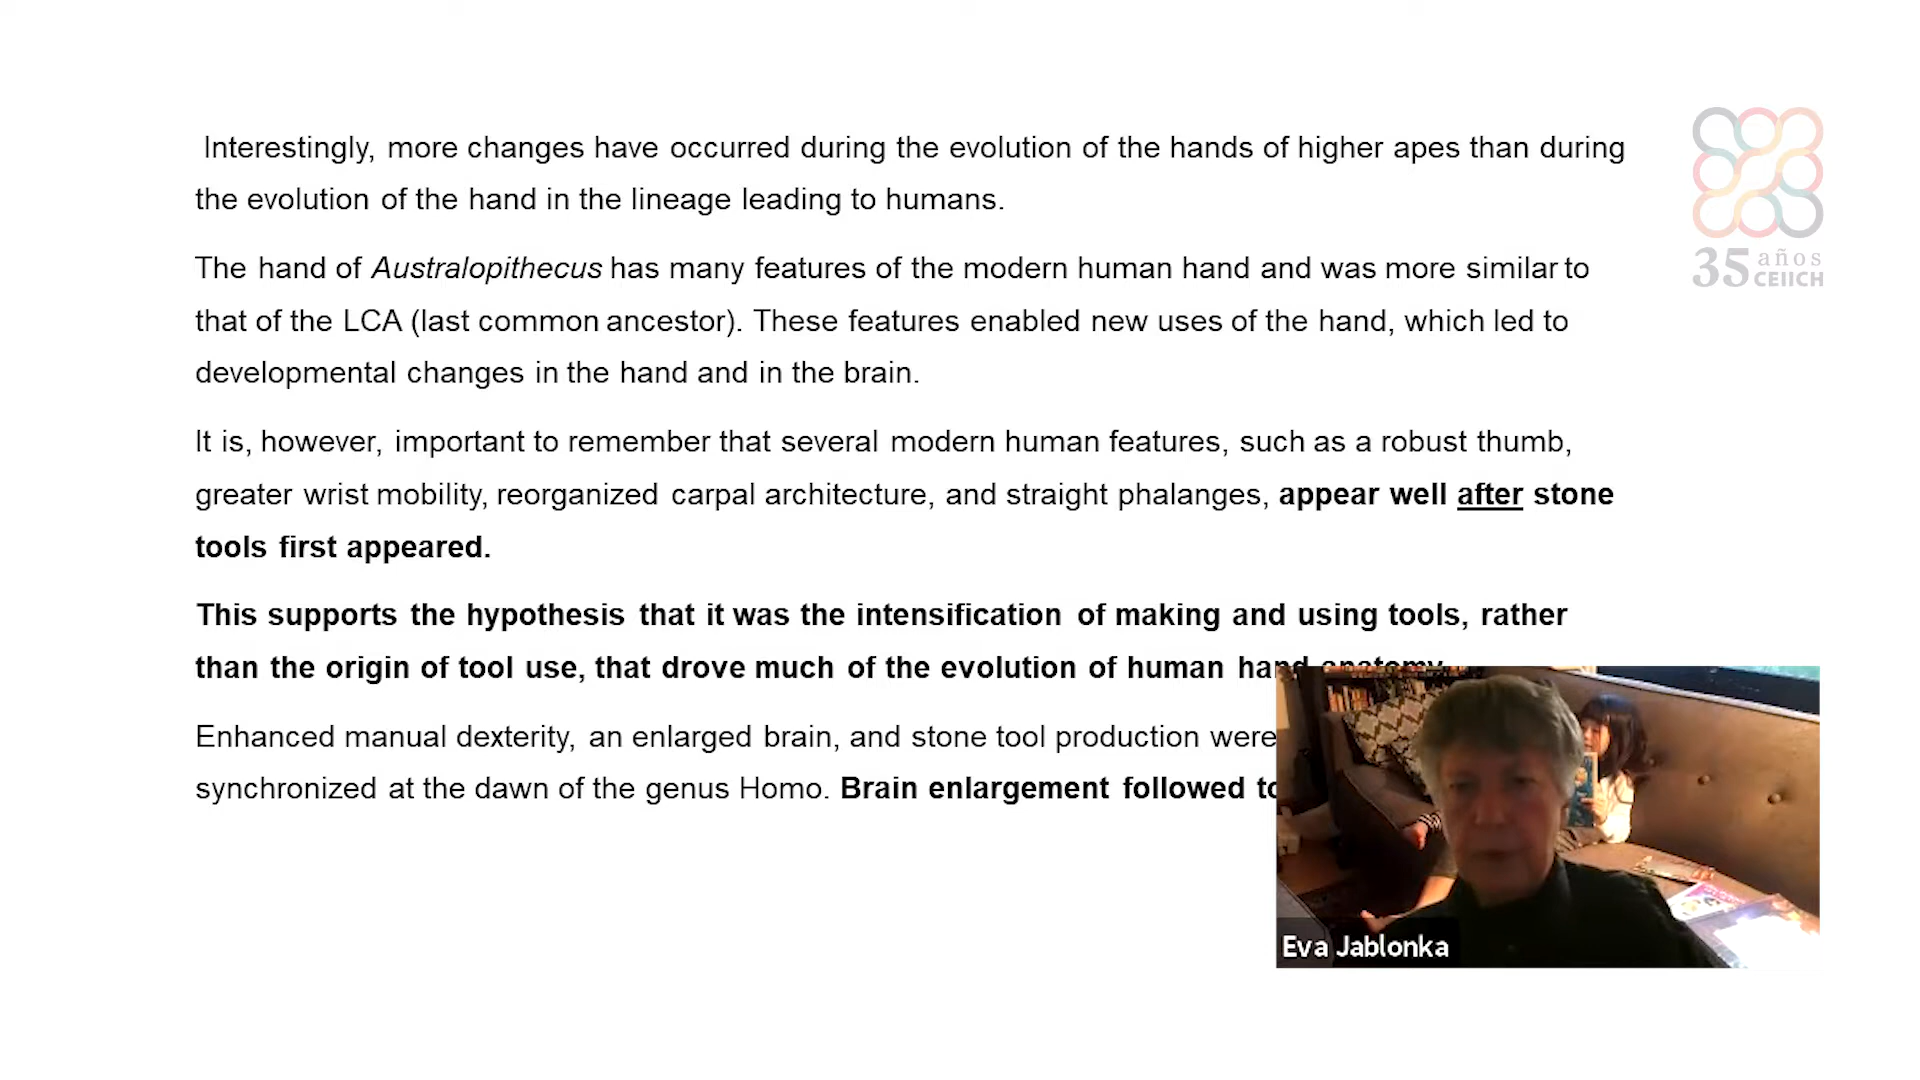 Interestingly, more changes have occurred during the evolution of the hands of higher apes than during
the evolution of the hand in the lineage leading to humans.
The hand of Australopithecus has many features of the modern human hand and was more similar to
that of the LCA (last common ancestor). These features enabled new uses of the hand, which led to
developmental changes in the hand and in the brain.
It is, however, important to remember that several modern human features, such as a robust thumb,
greater wrist mobility, reorganized carpal architecture, and straight phalanges, appear well after stone
tools first appeared.
This supports the hypothesis that it was the intensification of making and using tools, rather
than the origin of tool use, that drove much of the evolution of human hand anatomy
Enhanced manual dexterity, an enlarged brain, and stone tool production were
synchronized at the dawn of the genus Homo. Brain enlargement followed
35 años
CEIICH
Eva Jablonka